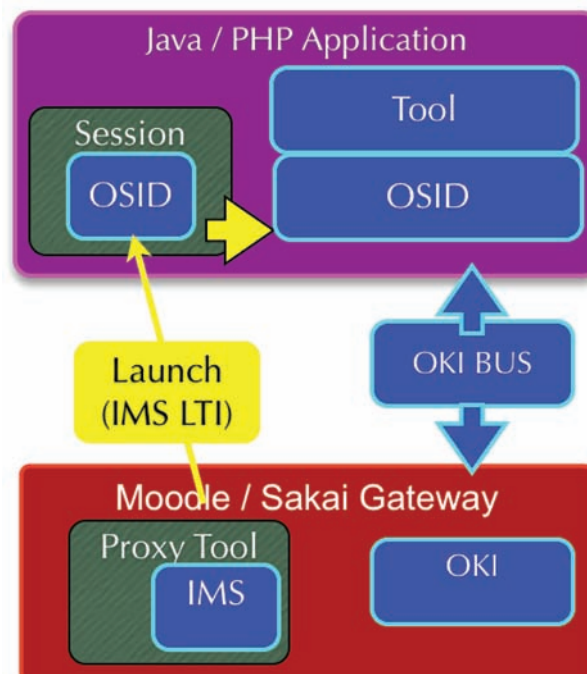 Java / PHP Application
Session
OSID
Tool
OSID
Launch
(IMS LTI)
OKI BUS
Moodle / Sakai Gateway
Proxy Tool
IMS
OKI